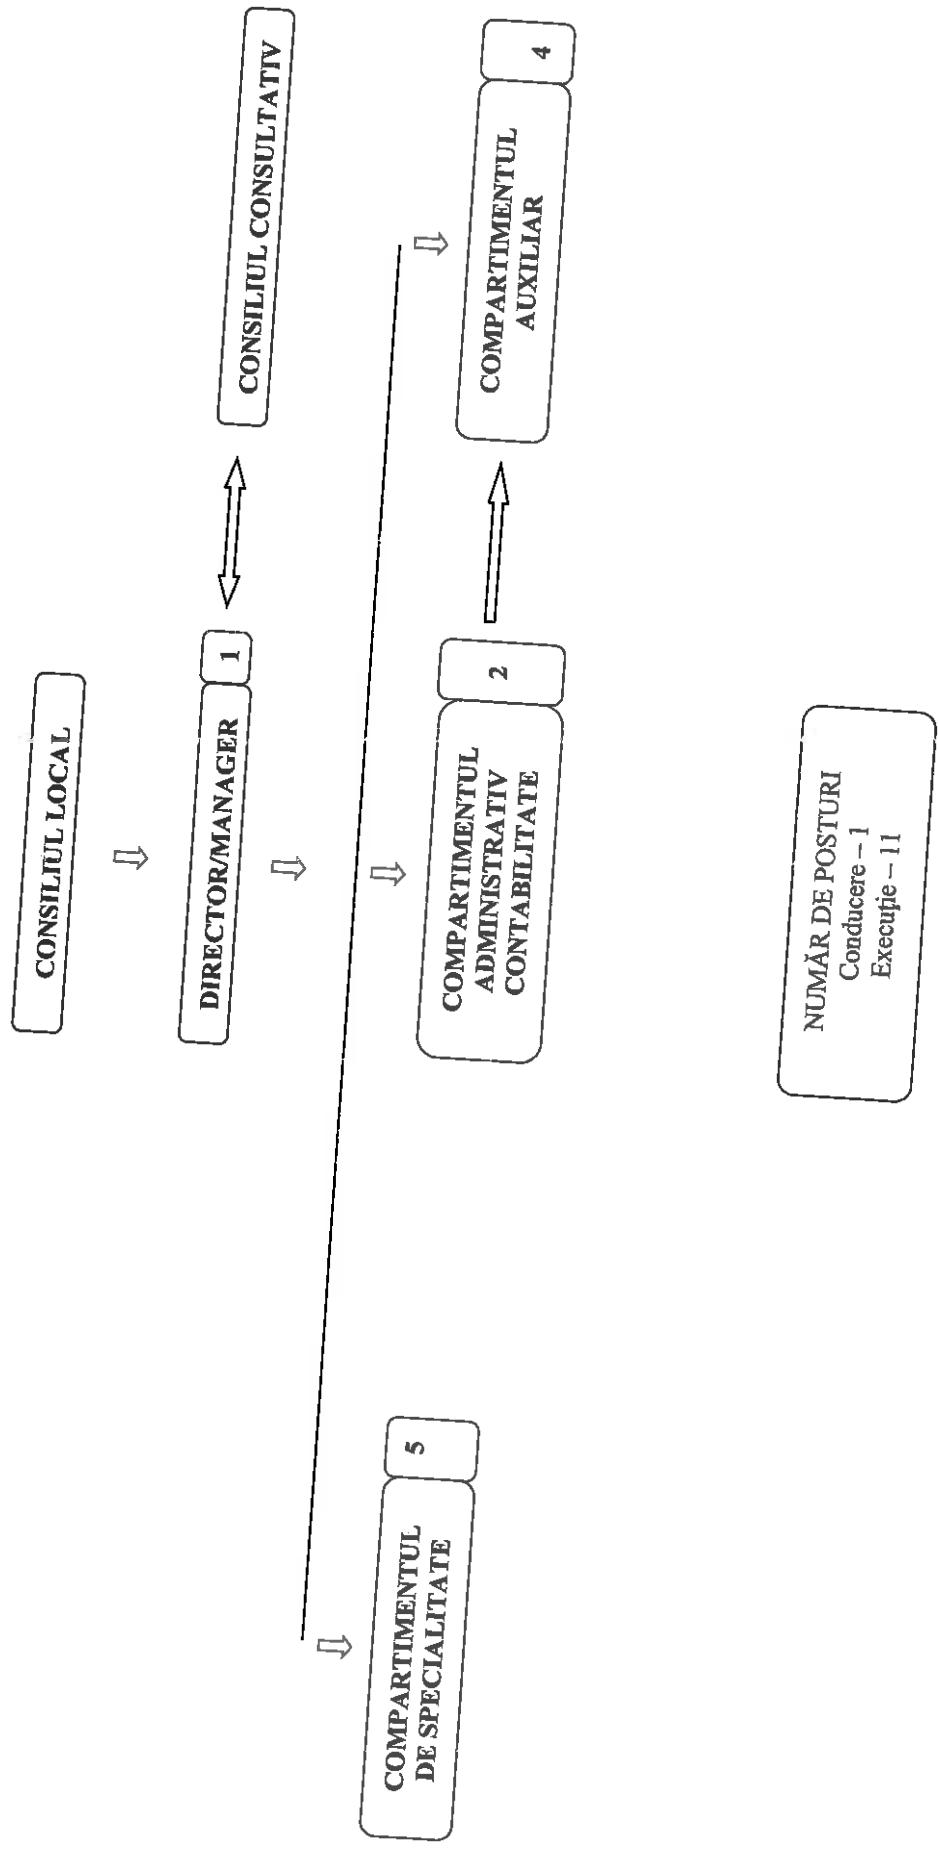 CONSILIUL LOCAL
DIRECTOR/MANAGER
1
CONSILIUL CONSULTATIV
COMPARTIMENTUL
DE SPECIALITATE
5
COMPARTIMENTUL
ADMINISTRATIV
CONTABILITATE
2
COMPARTIMENTUL
AUXILIAR
4
NUMĂR DE POSTURI
Conducere – 1
Execuție – 11